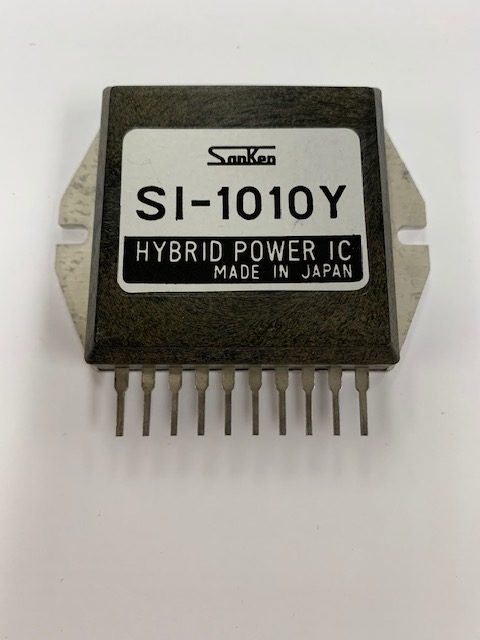 SanKen
SI-1010Y
HYBRID POWER IC
MADE IN JAPAN